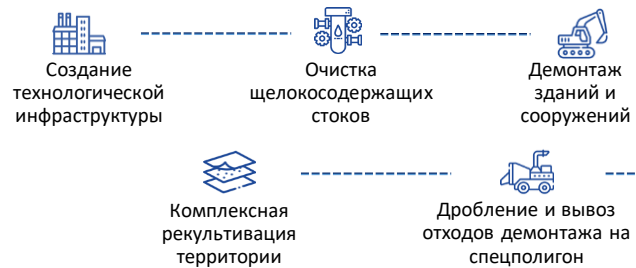 Создание
технологической
инфраструктуры
Очистка
щелокосодержащих
стоков
Демонтаж
зданий и
сооружений
Комплексная
рекультивация
территории
Дробление и вывоз
отходов демонтажа на
спецполигон